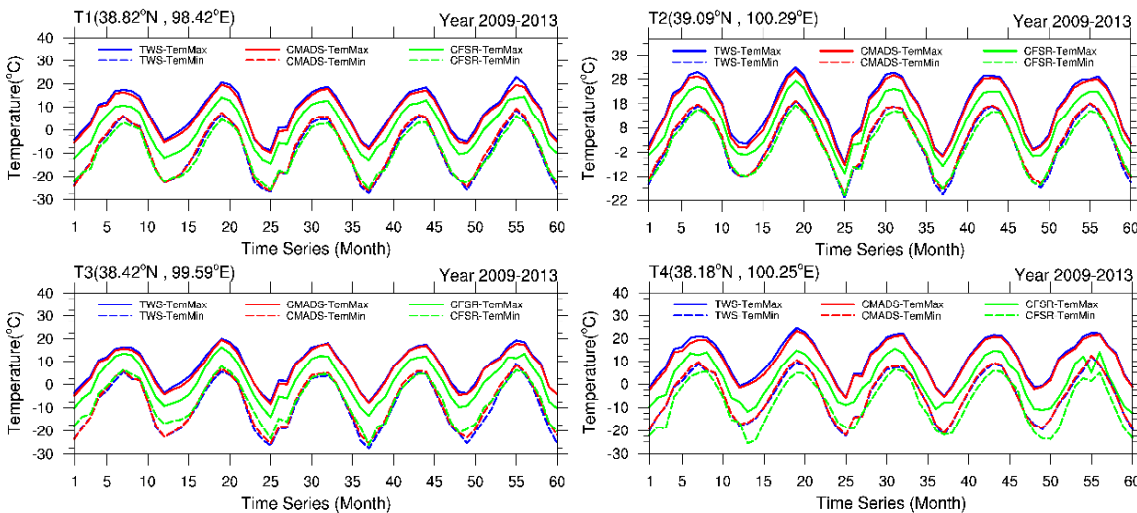 T1(38.82°N , 98.42°E) Year 2009-2013
40
30
20
10
0
-10
-20
-30
Temperature(°C)
TWS-TemMax CMADS-TemMax CFSR-TemMax
TWS-TemMin CMADS-TemMin CFSR-TemMin
1 5 10 15 20 25 30 35 40 45 50 55 60
Time Series (Month)
T2(39.09°N , 100.29°E) Year 2009-2013
38
28
18
8
-2
-12
-22
Temperature(°C)
TWS-TemMax CMADS-TemMax CFSR-TemMax
TWS-TemMin CMADS-TemMin CFSR-TemMin
1 5 10 15 20 25 30 35 40 45 50 55 60
Time Series (Month)
T3(38.42°N , 99.59°E) Year 2009-2013
40
30
20
10
0
-10
-20
-30
Temperature(°C)
TWS-TemMax CMADS-TemMax CFSR-TemMax
TWS-TemMin CMADS-TemMin CFSR-TemMin
1 5 10 15 20 25 30 35 40 45 50 55 60
Time Series (Month)
T4(38.18°N , 100.25°E) Year 2009-2013
40
30
20
10
0
-10
-20
-30
Temperature(°C)
TWS-TemMax CMADS-TemMax CFSR-TemMax
TWS-TemMin CMADS-TemMin CFSR-TemMin
1 5 10 15 20 25 30 35 40 45 50 55 60
Time Series (Month)